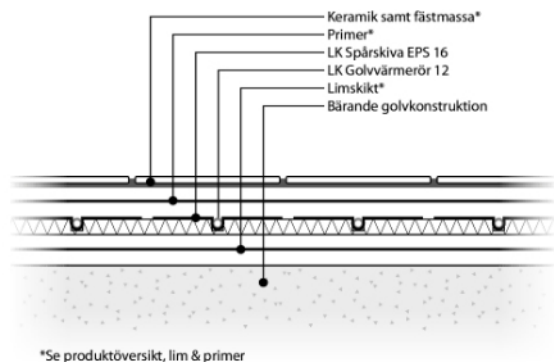 Keramik samt fästmassa*
Primer*
LK Spårskiva EPS 16
LK Golvvärmerör 12
Limskikt*
Bärande golvkonstruktion
*Se produktöversikt, lim & primer